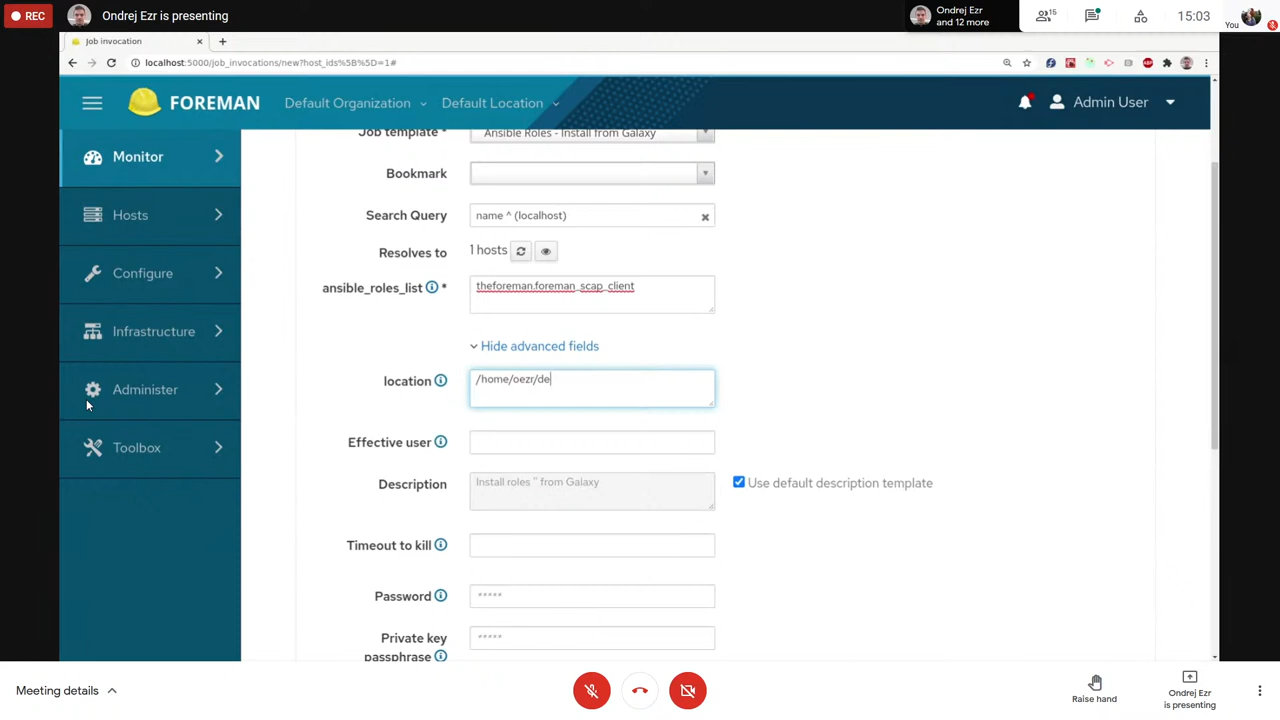 REC
Ondrej Ezr is presenting
Ondrej Ezr
and 12 more
15
15:03
You
Job invocation
localhost:5000/job_invocations/new?host_ids%5B%5D=1#
FOREMAN
Default Organization
Default Location
Admin User
Monitor
Hosts
Configure
Infrastructure
Administer
Toolbox
Job template *
Ansible Roles - Install from Galaxy
Bookmark
Search Query
name ^ (localhost)
Resolves to
1 hosts
ansible_roles_list *
theforeman.foreman_scap_client
Hide advanced fields
location
/home/oezr/de
Effective user
Description
Install roles '' from Galaxy
Use default description template
Timeout to kill
Password
*****
Private key
passphrase
*****
Meeting details
Raise hand
Ondrej Ezr
is presenting